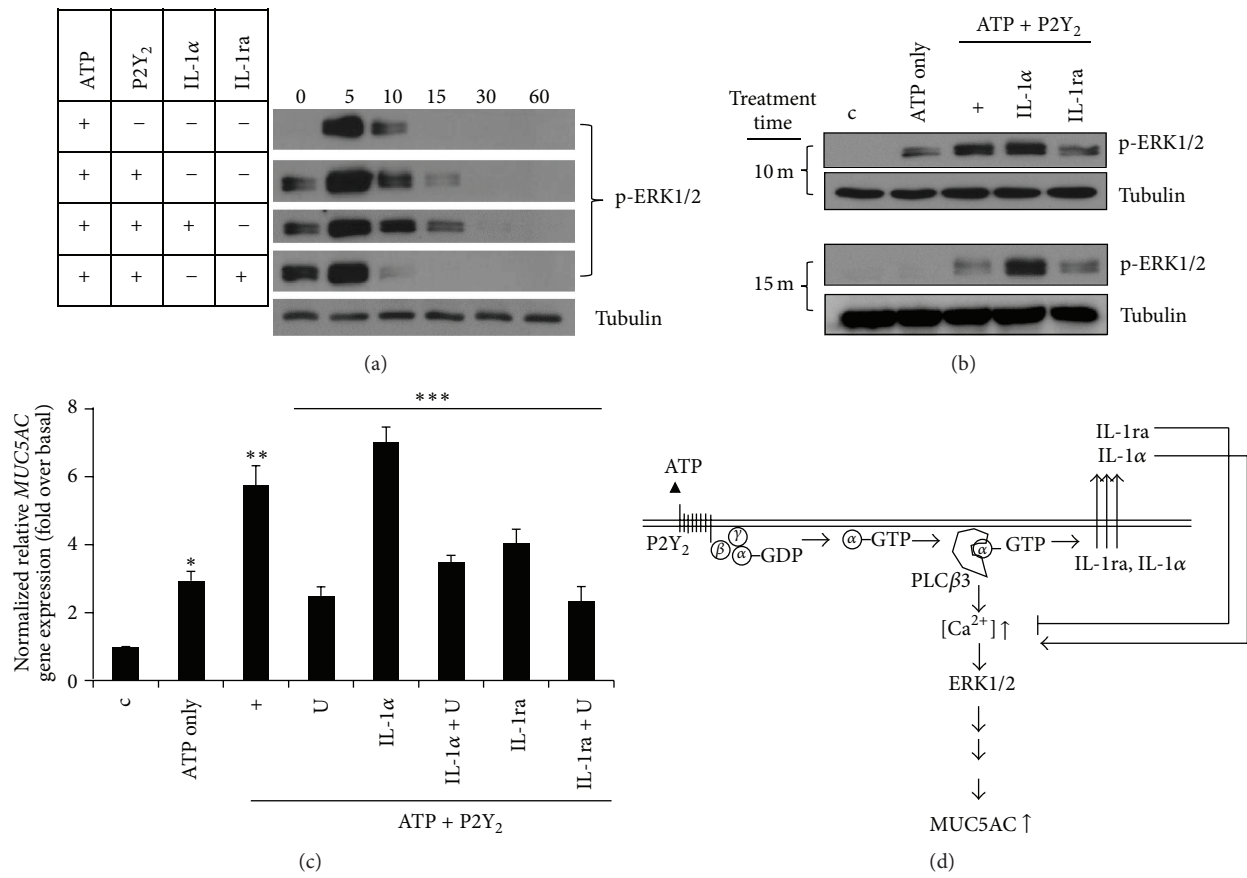 ATP P2Y₂ IL-1α IL-1ra
+ − − −
+ + − −
+ + + −
+ + − +
0 5 10 15 30 60
p-ERK1/2
Tubulin
(a)
ATP + P2Y₂
Treatment time
c ATP only + IL-1α IL-1ra
10 m
p-ERK1/2
Tubulin
15 m
p-ERK1/2
Tubulin
(b)
Normalized relative MUC5AC
gene expression (fold over basal)
8
6
4
2
0
*
**
***
c ATP only + U IL-1α IL-1α + U IL-1ra IL-1ra + U
ATP + P2Y₂
(c)
IL-1ra
IL-1α
ATP
P2Y₂
β γ α –GDP
α –GTP
α – GTP
PLCβ3
IL-1ra, IL-1α
[Ca²⁺]↑
ERK1/2
MUC5AC↑
(d)